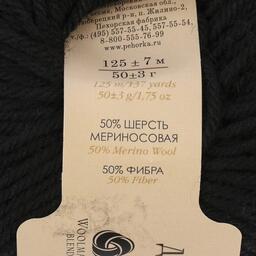 Московская обл.,
Люберецкий р-н, п. Жилино-2,
Пехорская фабрика
(495) 557-55-45, 557-55-54,
8-800-555-76-99
www.pehorka.ru
125 ± 7 м
50±3 г
125 m/137 yards
50±3 g/1,75 oz
50% ШЕРСТЬ
МЕРИНОСОВАЯ
50% Merino Wool
50% ФИБРА
50% Fiber